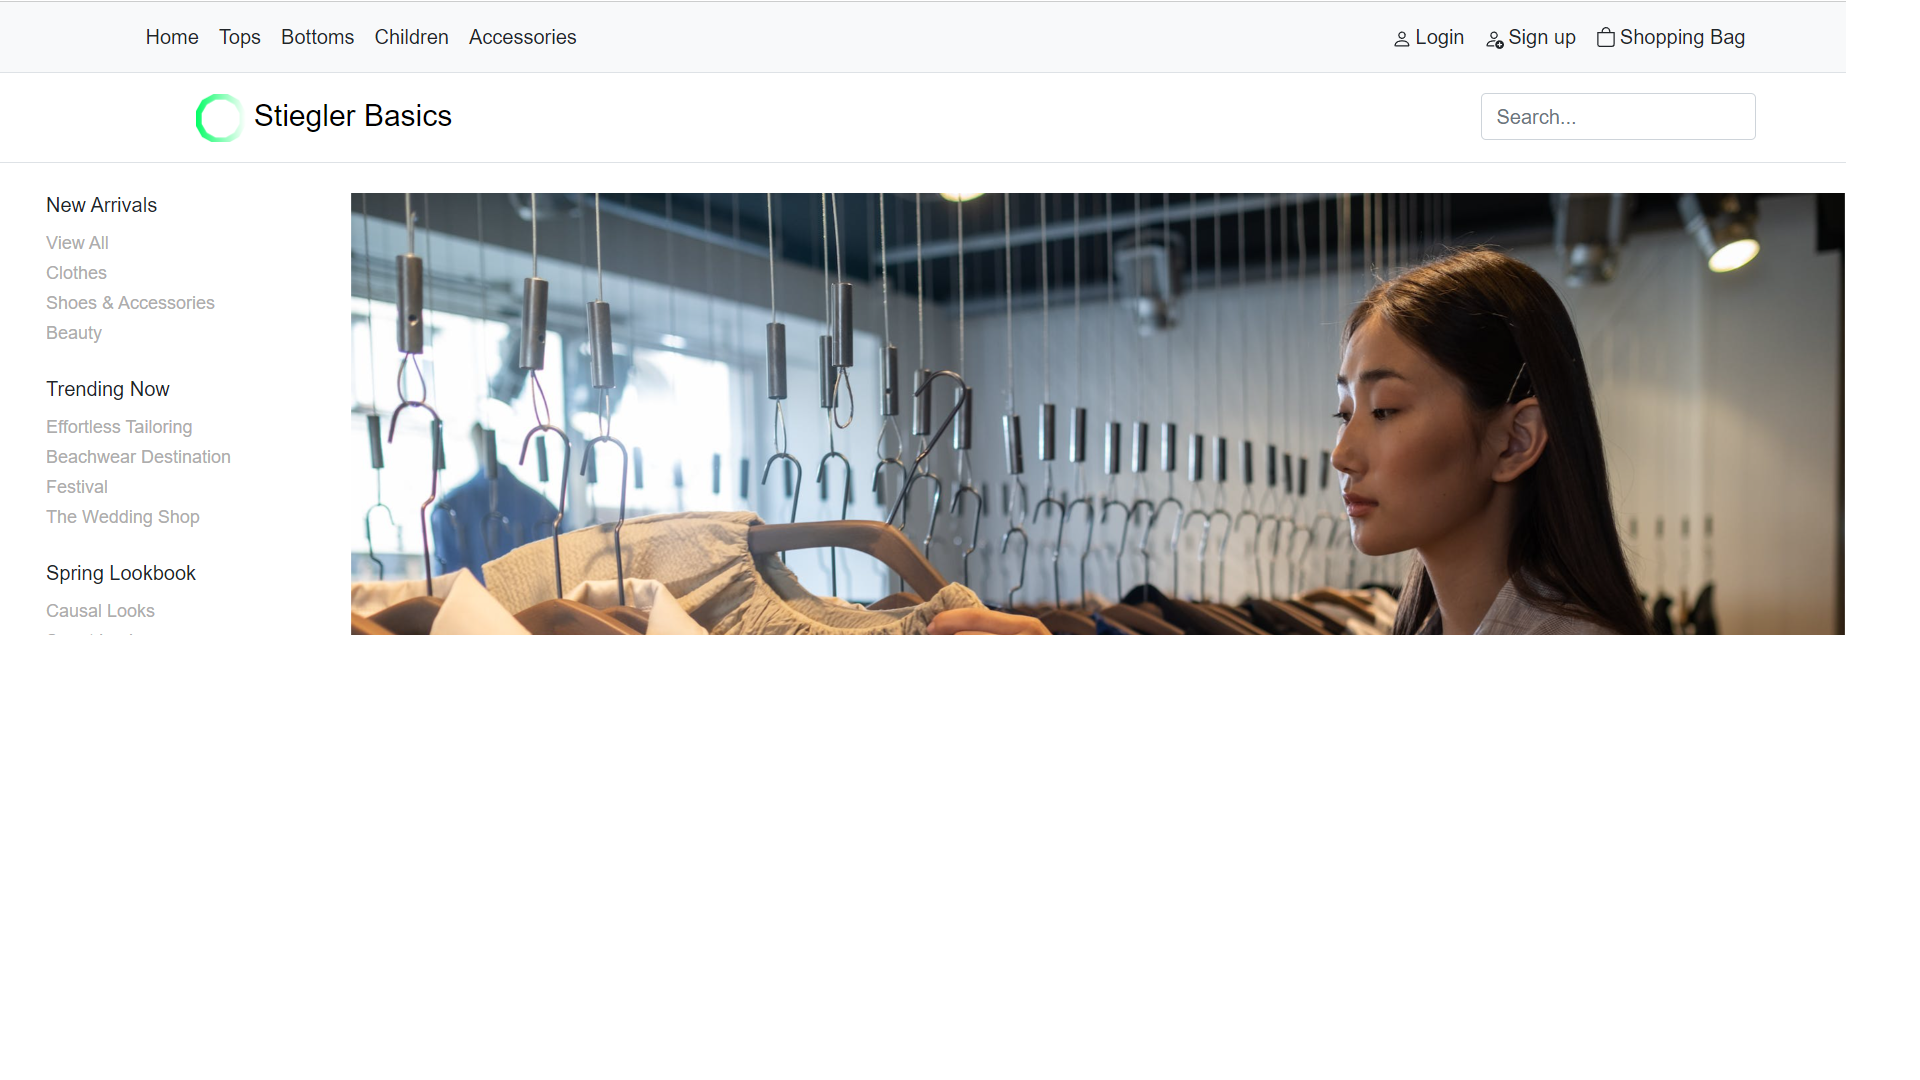 Home Tops Bottoms Children Accessories Login Sign up Shopping Bag
Stiegler Basics Search...
New Arrivals
View All
Clothes
Shoes & Accessories
Beauty
Trending Now
Effortless Tailoring
Beachwear Destination
Festival
The Wedding Shop
Spring Lookbook
Causal Looks